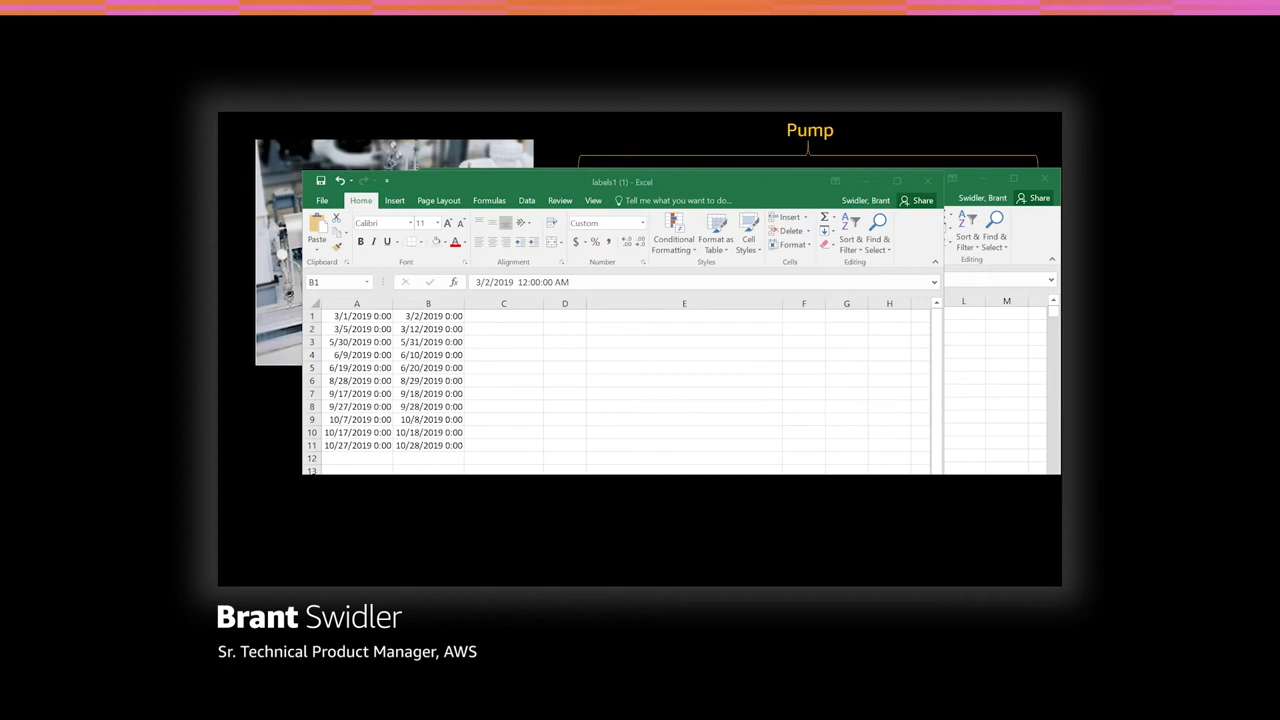 Pump
labels1 (1) - Excel
File Home Insert Page Layout Formulas Data Review View Tell me what you want to do... Swidler, Brant Share
Swidler, Brant Share
Paste
Calibri 11
B I U
Custom
$ % ,
Conditional Formatting
Format as Table
Cell Styles
Insert
Delete
Format
Sort & Filter
Find & Select
Sort & Filter
Find & Select
Clipboard Font Alignment Number Styles Cells Editing
Editing
B1 fx 3/2/2019 12:00:00 AM
A B C D E F G H L M
1 3/1/2019 0:00 3/2/2019 0:00
2 3/5/2019 0:00 3/12/2019 0:00
3 5/30/2019 0:00 5/31/2019 0:00
4 6/9/2019 0:00 6/10/2019 0:00
5 6/19/2019 0:00 6/20/2019 0:00
6 8/28/2019 0:00 8/29/2019 0:00
7 9/17/2019 0:00 9/18/2019 0:00
8 9/27/2019 0:00 9/28/2019 0:00
9 10/7/2019 0:00 10/8/2019 0:00
10 10/17/2019 0:00 10/18/2019 0:00
11 10/27/2019 0:00 10/28/2019 0:00
12
13
Brant Swidler
Sr. Technical Product Manager, AWS